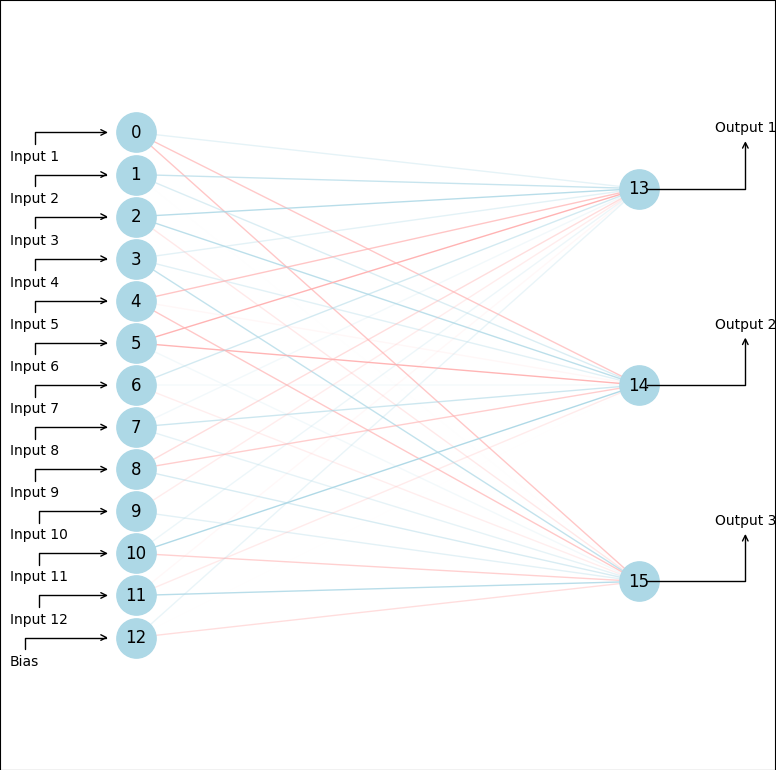 0
Input 1
1
Input 2
2
Input 3
3
Input 4
4
Input 5
5
Input 6
6
Input 7
7
Input 8
8
Input 9
9
Input 10
10
Input 11
11
Input 12
12
Bias
Output 1
13
Output 2
14
Output 3
15